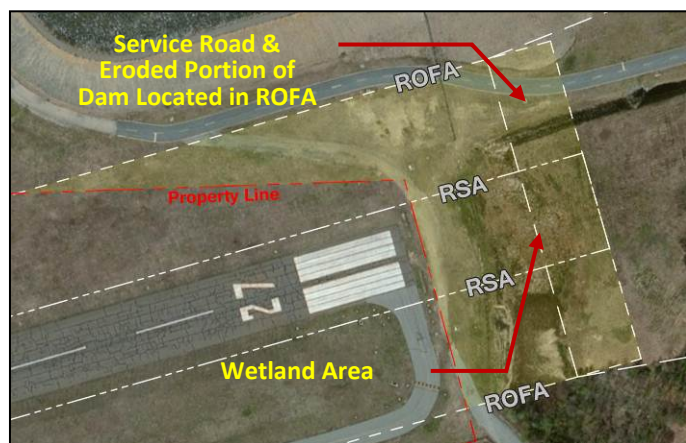 Service Road &
Eroded Portion of
Dam Located in ROFA
ROFA
RSA
Property Line
RSA
27
Wetland Area
ROFA